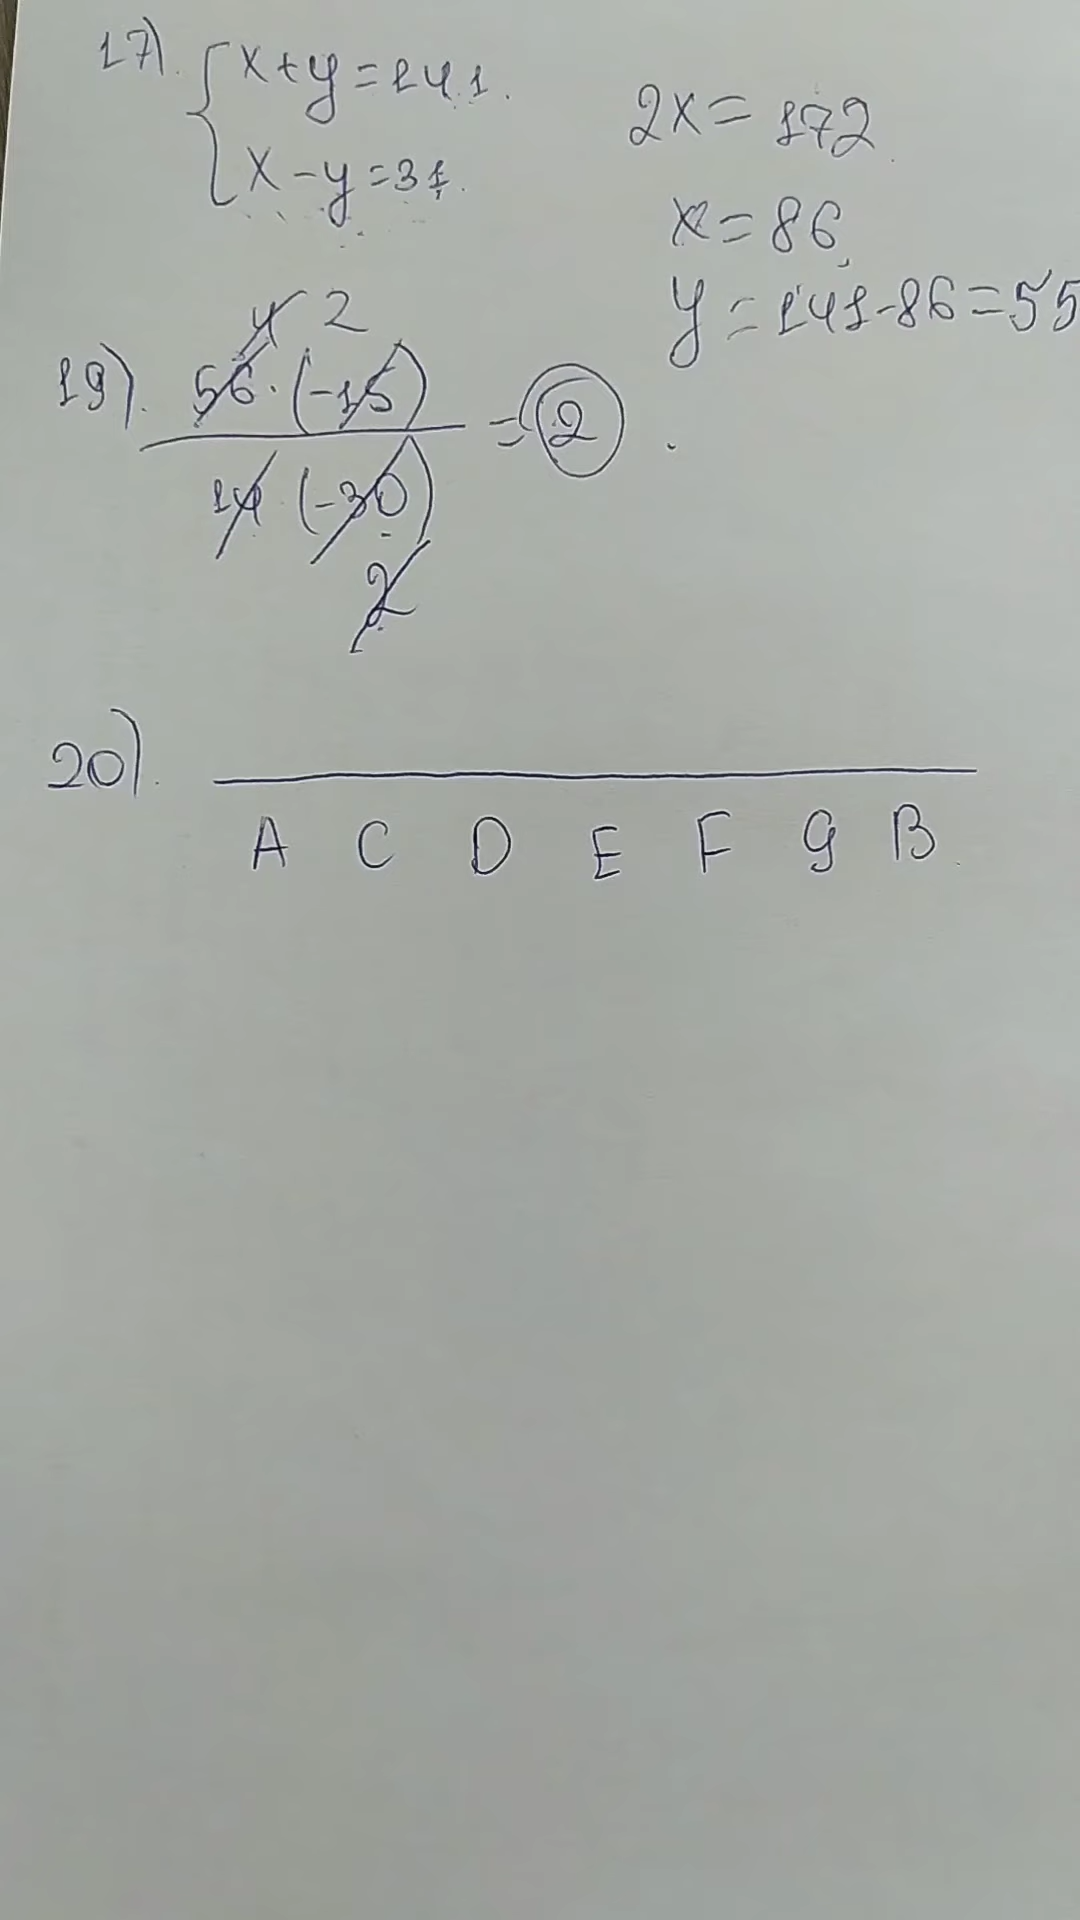 17). { x+y=141.
x-y=31.
2x= 172
x= 86
y=141-86=55
4 2
19). 56·(-15)
=2
14·(-30)
2
20).
A C D E F G B